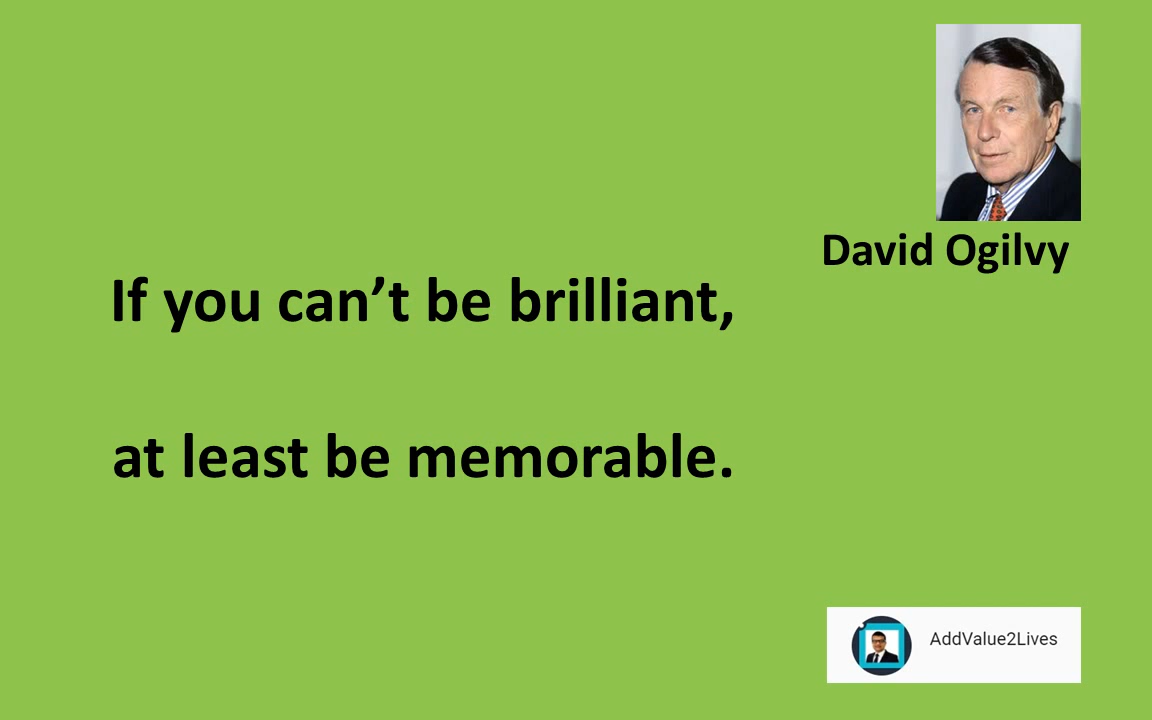 David Ogilvy
If you can’t be brilliant,
at least be memorable.
AddValue2Lives